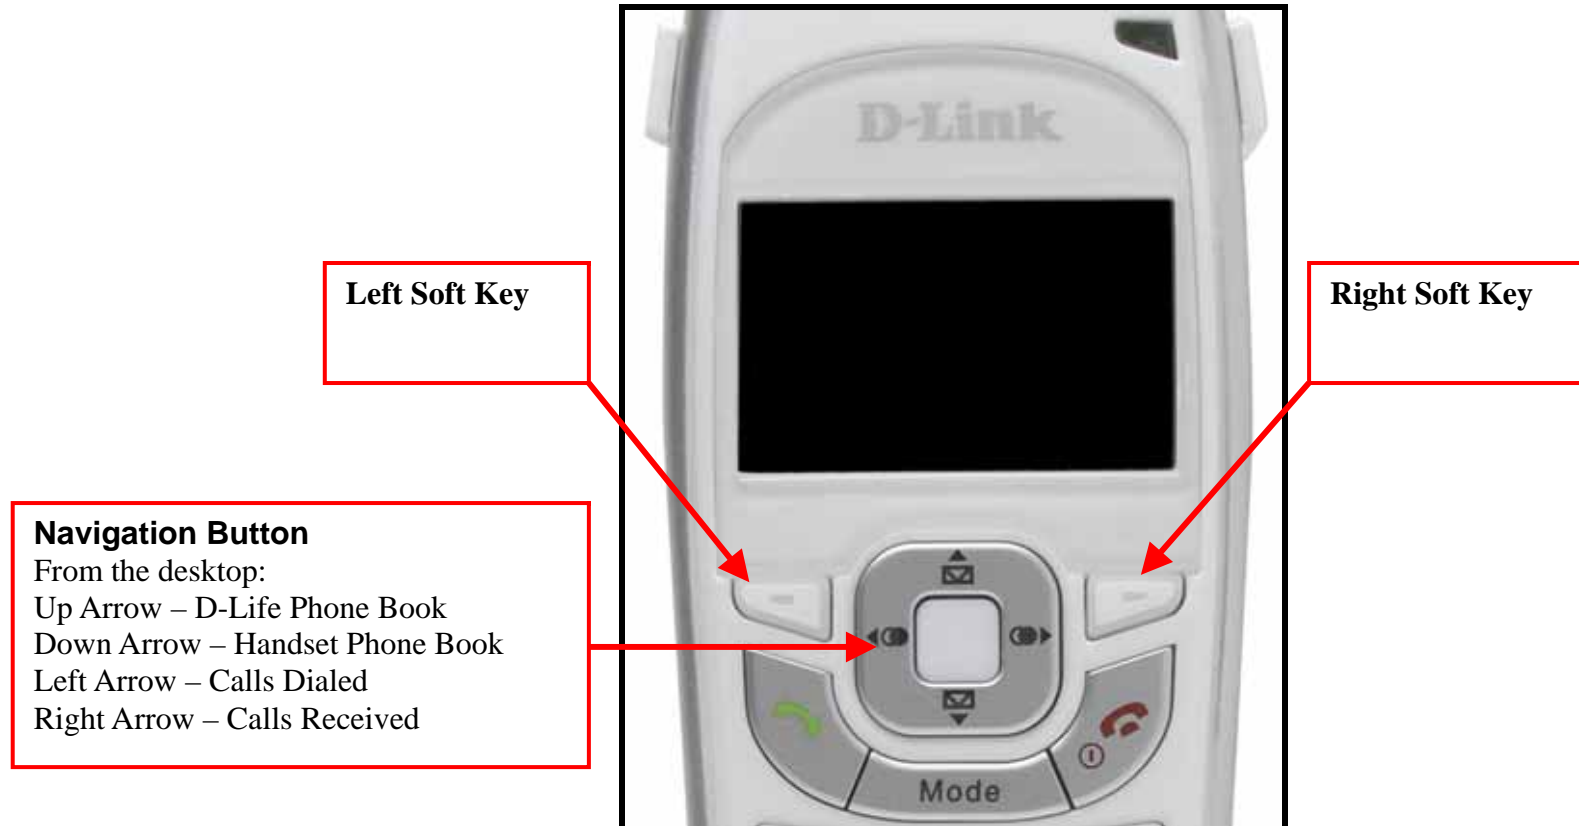 D-Link
Left Soft Key
Right Soft Key
Navigation Button
From the desktop:
Up Arrow – D-Life Phone Book
Down Arrow – Handset Phone Book
Left Arrow – Calls Dialed
Right Arrow – Calls Received
Mode